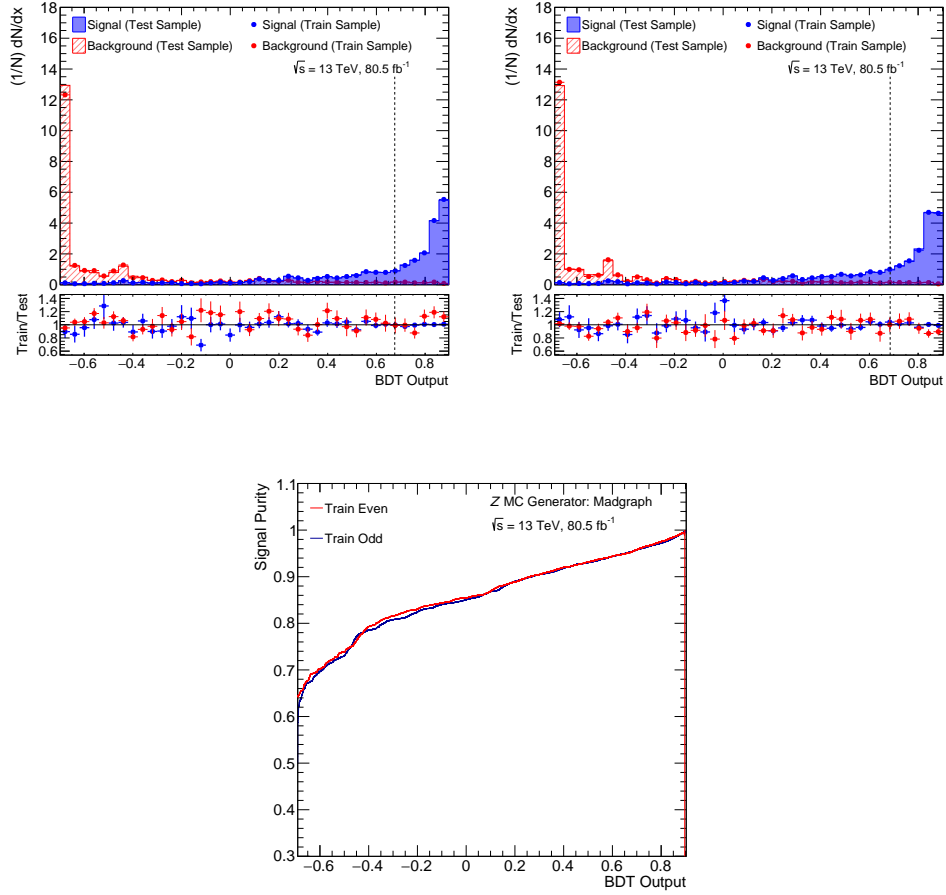 (1/N) dN/dx
18
16
14
12
10
8
6
4
2
0
Signal (Test Sample)
Signal (Train Sample)
Background (Test Sample)
Background (Train Sample)
√s = 13 TeV, 80.5 fb⁻¹
Train/Test
1.4
1.2
1.0
0.8
0.6
−0.6 −0.4 −0.2 0 0.2 0.4 0.6 0.8
BDT Output
(1/N) dN/dx
18
16
14
12
10
8
6
4
2
0
Signal (Test Sample)
Signal (Train Sample)
Background (Test Sample)
Background (Train Sample)
√s = 13 TeV, 80.5 fb⁻¹
Train/Test
1.4
1.2
1.0
0.8
0.6
−0.6 −0.4 −0.2 0 0.2 0.4 0.6 0.8
BDT Output
Signal Purity
1.1
1
0.9
0.8
0.7
0.6
0.5
0.4
0.3
Train Even
Train Odd
Z MC Generator: Madgraph
√s = 13 TeV, 80.5 fb⁻¹
−0.6 −0.4 −0.2 0 0.2 0.4 0.6 0.8
BDT Output